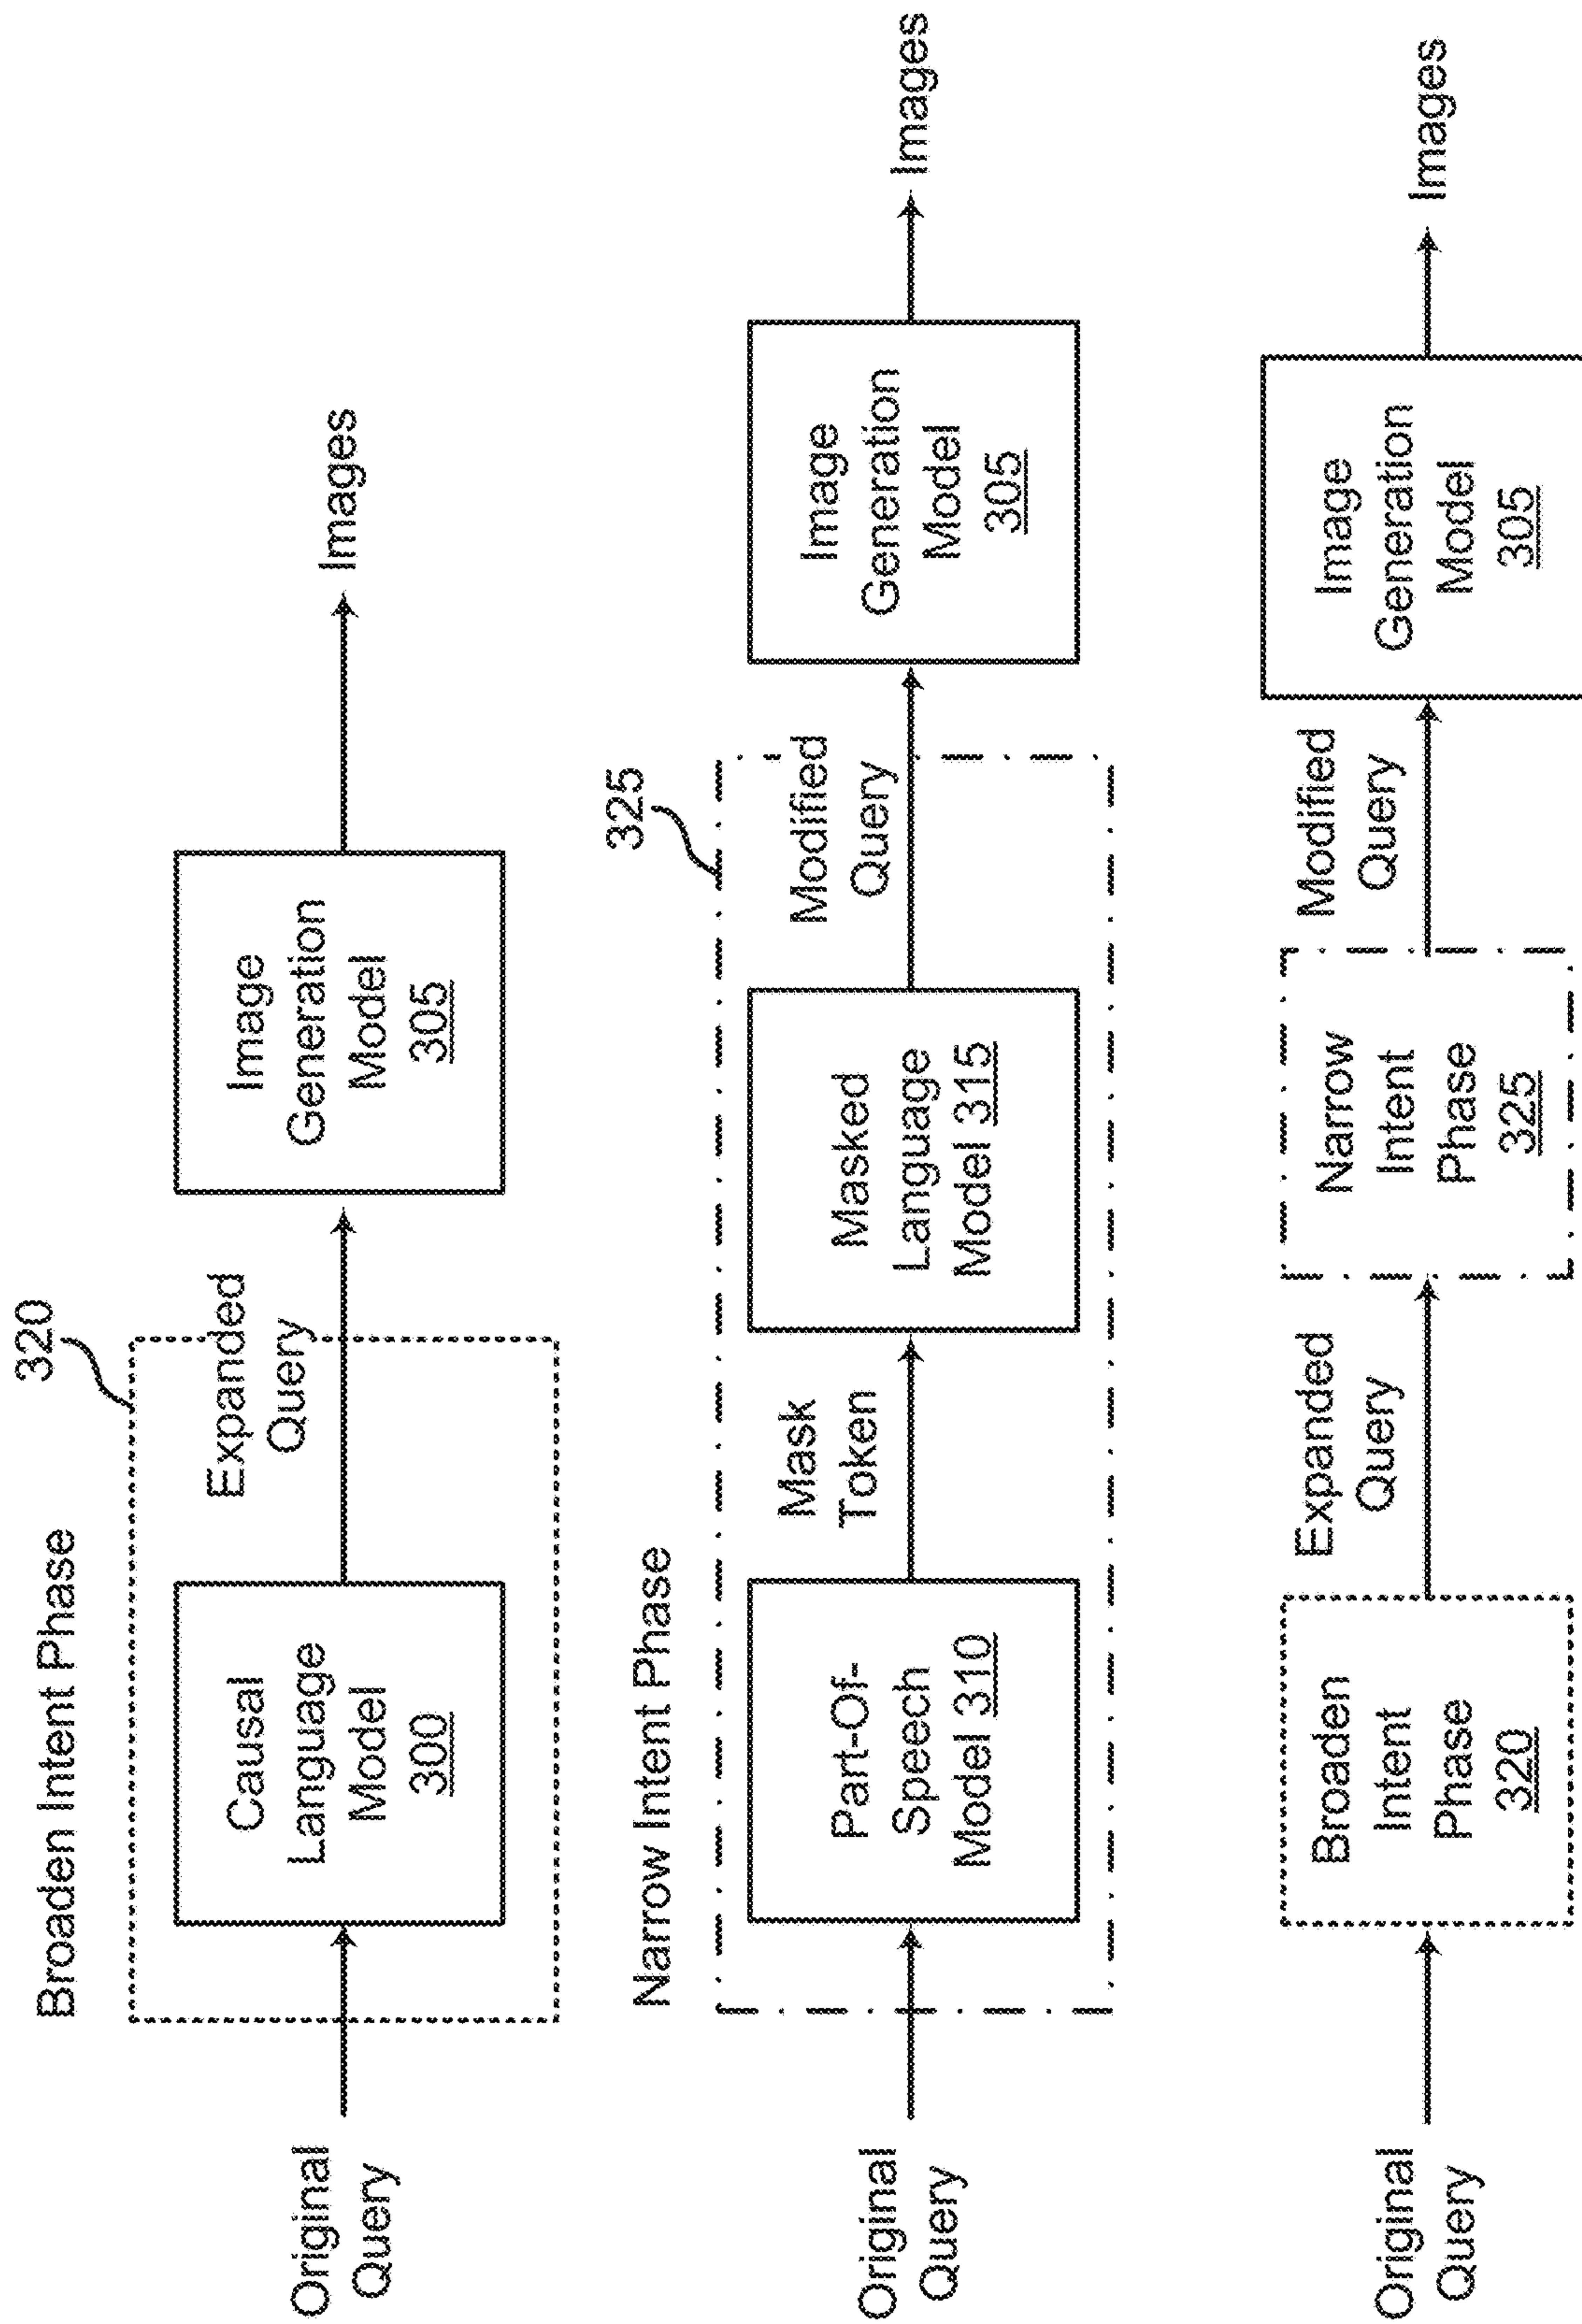 Broaden Intent Phase
320
Original
Query
Causal
Language
Model
300
Expanded
Query
Image
Generation
Model
305
Images
Narrow Intent Phase
325
Original
Query
Part-Of-
Speech
Model 310
Mask
Token
Masked
Language
Model 315
Modified
Query
Image
Generation
Model
305
Images
Original
Query
Broaden
Intent
Phase
320
Expanded
Query
Narrow
Intent
Phase
325
Modified
Query
Image
Generation
Model
305
Images